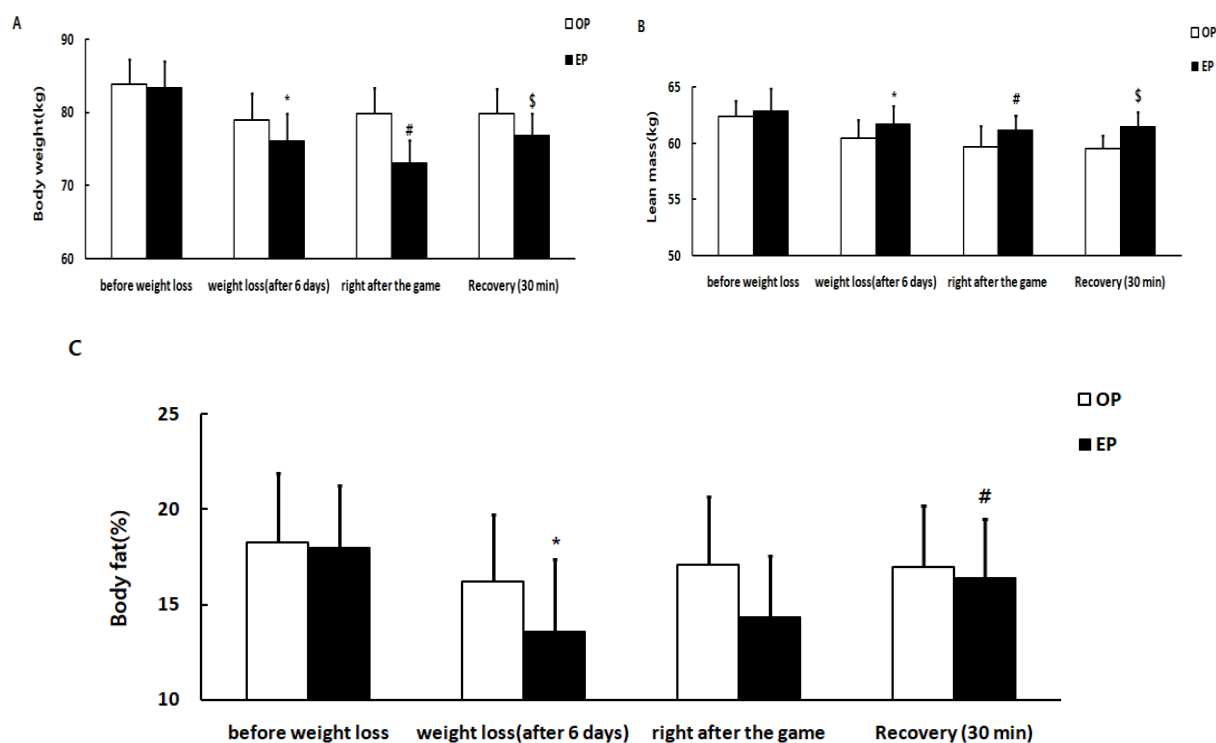 A
OP
EP
90
80
70
60
Body weight(kg)
*
#
$
before weight loss
weight loss(after 6 days)
right after the game
Recovery (30 min)
B
OP
EP
65
60
55
50
Lean mass(kg)
*
#
$
before weight loss
weight loss(after 6 days)
right after the game
Recovery (30 min)
C
OP
EP
25
20
15
10
Body fat(%)
*
#
before weight loss
weight loss(after 6 days)
right after the game
Recovery (30 min)